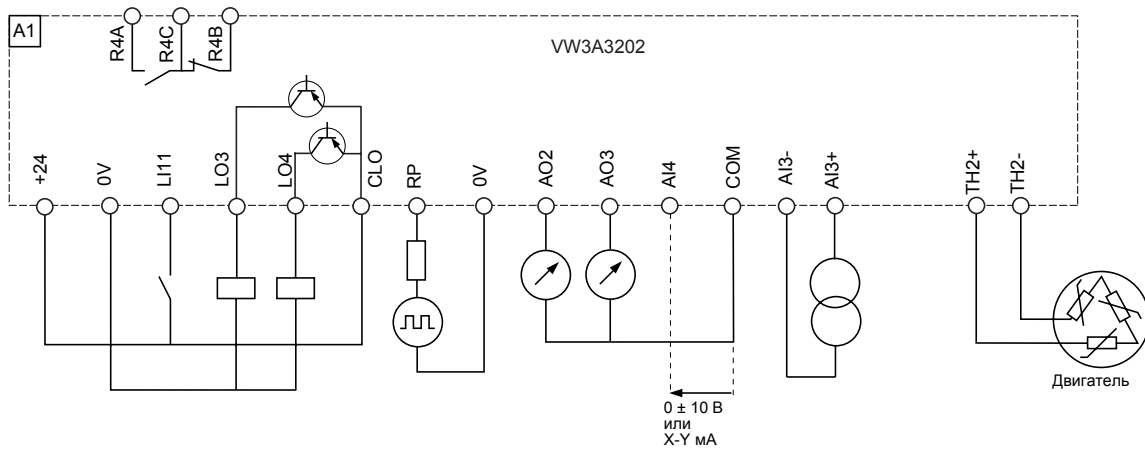 A1
R4A
R4C
R4B
VW3A3202
+24
0V
LI11
LO3
LO4
CLO
RP
0V
AO2
AO3
AI4
COM
AI3-
AI3+
TH2+
TH2-
0 ± 10 В
или
X-Y мА
Двигатель